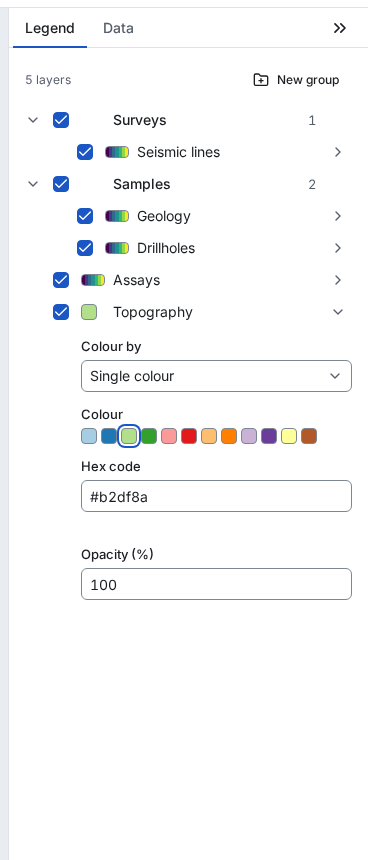 Legend Data
5 layers New group
Surveys 1
Seismic lines
Samples 2
Geology
Drillholes
Assays
Topography
Colour by
Single colour
Colour
Hex code
#b2df8a
Opacity (%)
100